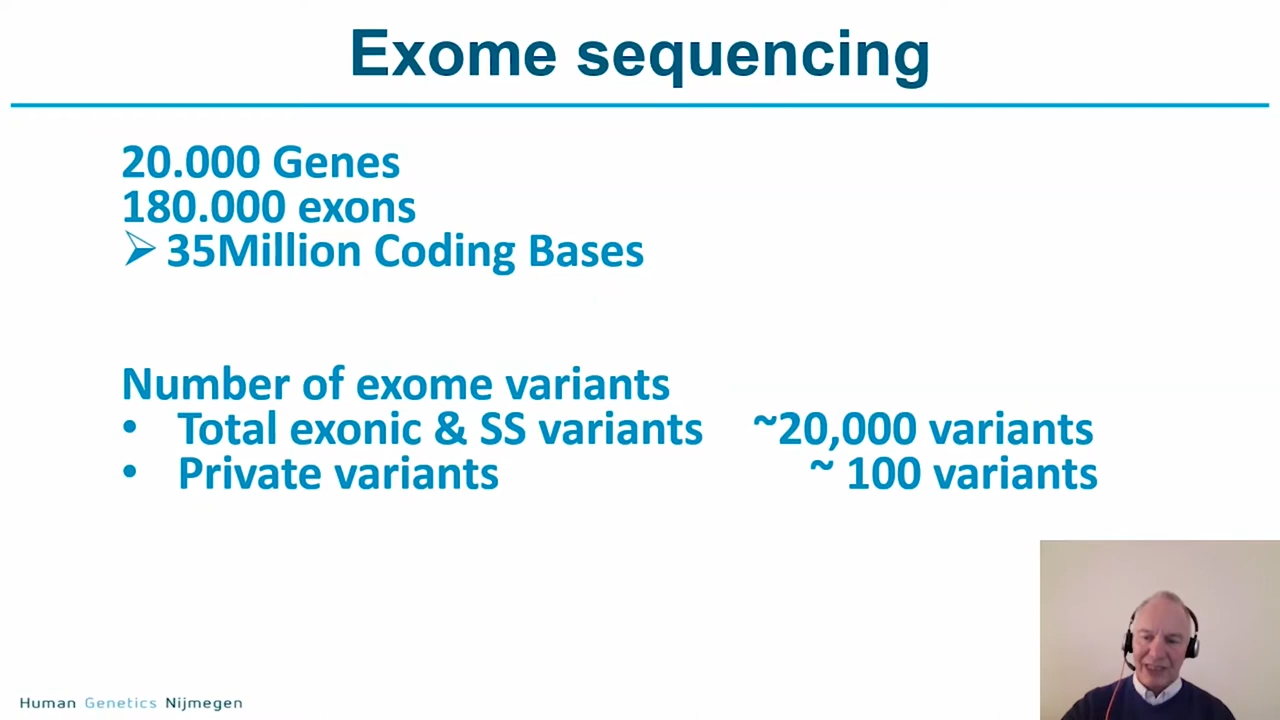 Exome sequencing
20.000 Genes
180.000 exons
➢ 35Million Coding Bases
Number of exome variants
• Total exonic & SS variants ~20,000 variants
• Private variants ~ 100 variants
Human Genetics Nijmegen